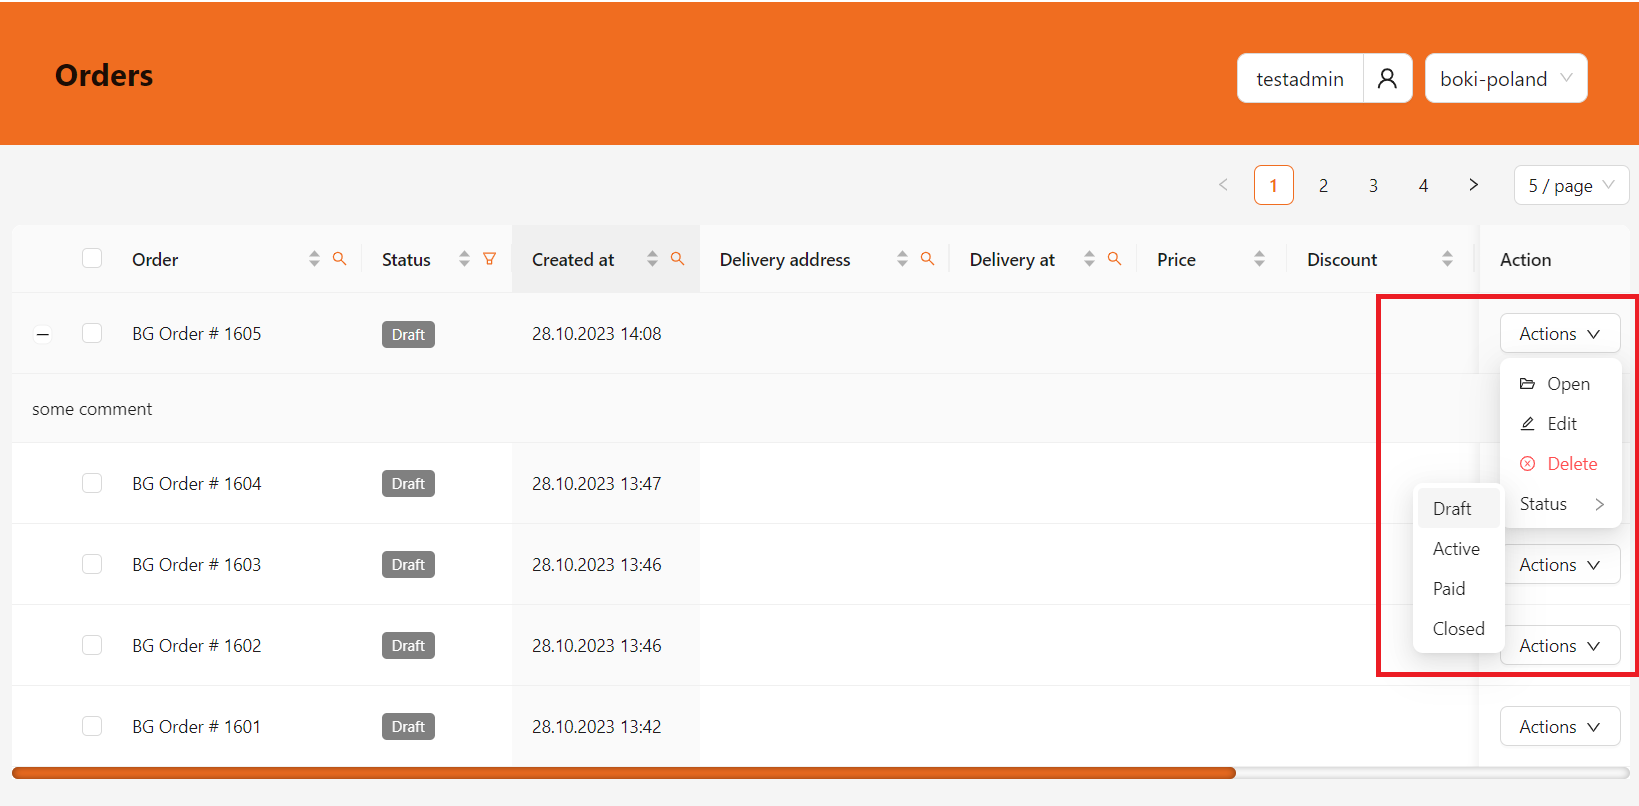 Orders
testadmin
boki-poland
1 2 3 4 5 / page
Order Status Created at Delivery address Delivery at Price Discount Action
BG Order # 1605 Draft 28.10.2023 14:08 Actions
Open
Edit
Delete
Status
some comment
BG Order # 1604 Draft 28.10.2023 13:47
Draft
Active
Paid
Closed
BG Order # 1603 Draft 28.10.2023 13:46 Actions
BG Order # 1602 Draft 28.10.2023 13:46 Actions
BG Order # 1601 Draft 28.10.2023 13:42 Actions